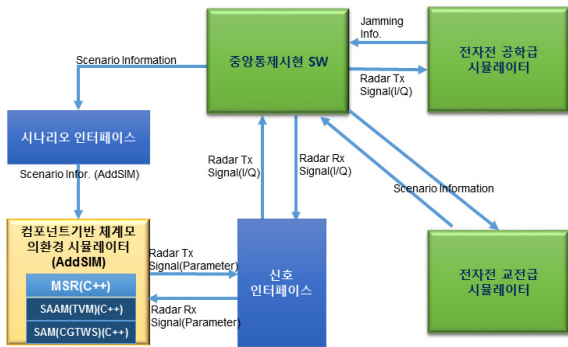 Jamming
Info.
Scenario Information
중앙통제시현 SW
전자전 공학급
시뮬레이터
Radar Tx
Signal(I/Q)
시나리오 인터페이스
Radar Tx
Signal(I/Q)
Radar Rx
Signal(I/Q)
Scenario Infor. (AddSIM)
Scenario Information
컴포넌트기반 체계모
의환경 시뮬레이터
(AddSIM)
Radar Tx
Signal(Parameter)
신호
인터페이스
전자전 교전급
시뮬레이터
MSR(C++)
SAAM(TVM)(C++)
SAM(CGTWS)(C++)
Radar Rx
Signal(Parameter)